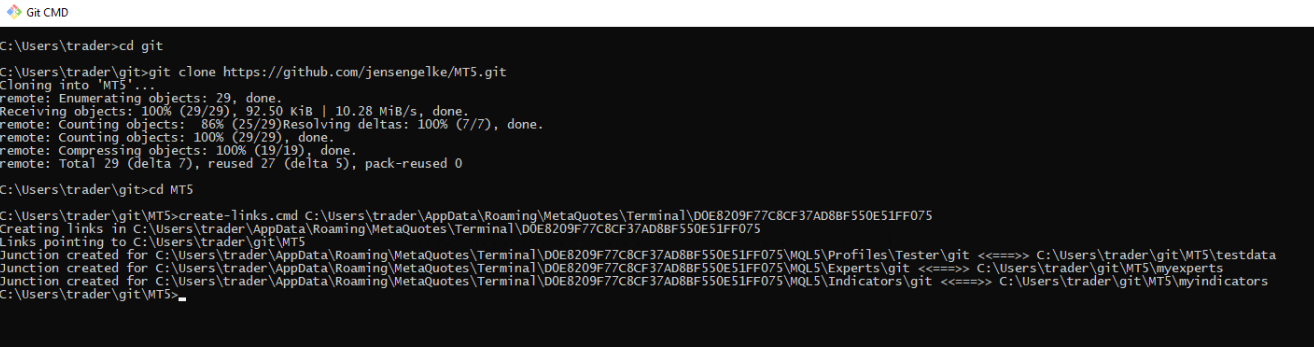 Git CMD
C:\Users\trader>cd git
C:\Users\trader\git>git clone https://github.com/jensengelke/MT5.git
Cloning into 'MT5'...
remote: Enumerating objects: 29, done.
Receiving objects: 100% (29/29), 92.50 KiB | 10.28 MiB/s, done.
remote: Counting objects:  86% (25/29)Resolving deltas: 100% (7/7), done.
remote: Counting objects: 100% (29/29), done.
remote: Compressing objects: 100% (19/19), done.
remote: Total 29 (delta 7), reused 27 (delta 5), pack-reused 0
C:\Users\trader\git>cd MT5
C:\Users\trader\git\MT5>create-links.cmd C:\Users\trader\AppData\Roaming\MetaQuotes\Terminal\D0E8209F77C8CF37AD8BF550E51FF075
Creating links in C:\Users\trader\AppData\Roaming\MetaQuotes\Terminal\D0E8209F77C8CF37AD8BF550E51FF075
Links pointing to C:\Users\trader\git\MT5
Junction created for C:\Users\trader\AppData\Roaming\MetaQuotes\Terminal\D0E8209F77C8CF37AD8BF550E51FF075\MQL5\Profiles\Tester\git <<===>> C:\Users\trader\git\MT5\testdata
Junction created for C:\Users\trader\AppData\Roaming\MetaQuotes\Terminal\D0E8209F77C8CF37AD8BF550E51FF075\MQL5\Experts\git <<===>> C:\Users\trader\git\MT5\myexperts
Junction created for C:\Users\trader\AppData\Roaming\MetaQuotes\Terminal\D0E8209F77C8CF37AD8BF550E51FF075\MQL5\Indicators\git <<===>> C:\Users\trader\git\MT5\myindicators
C:\Users\trader\git\MT5>